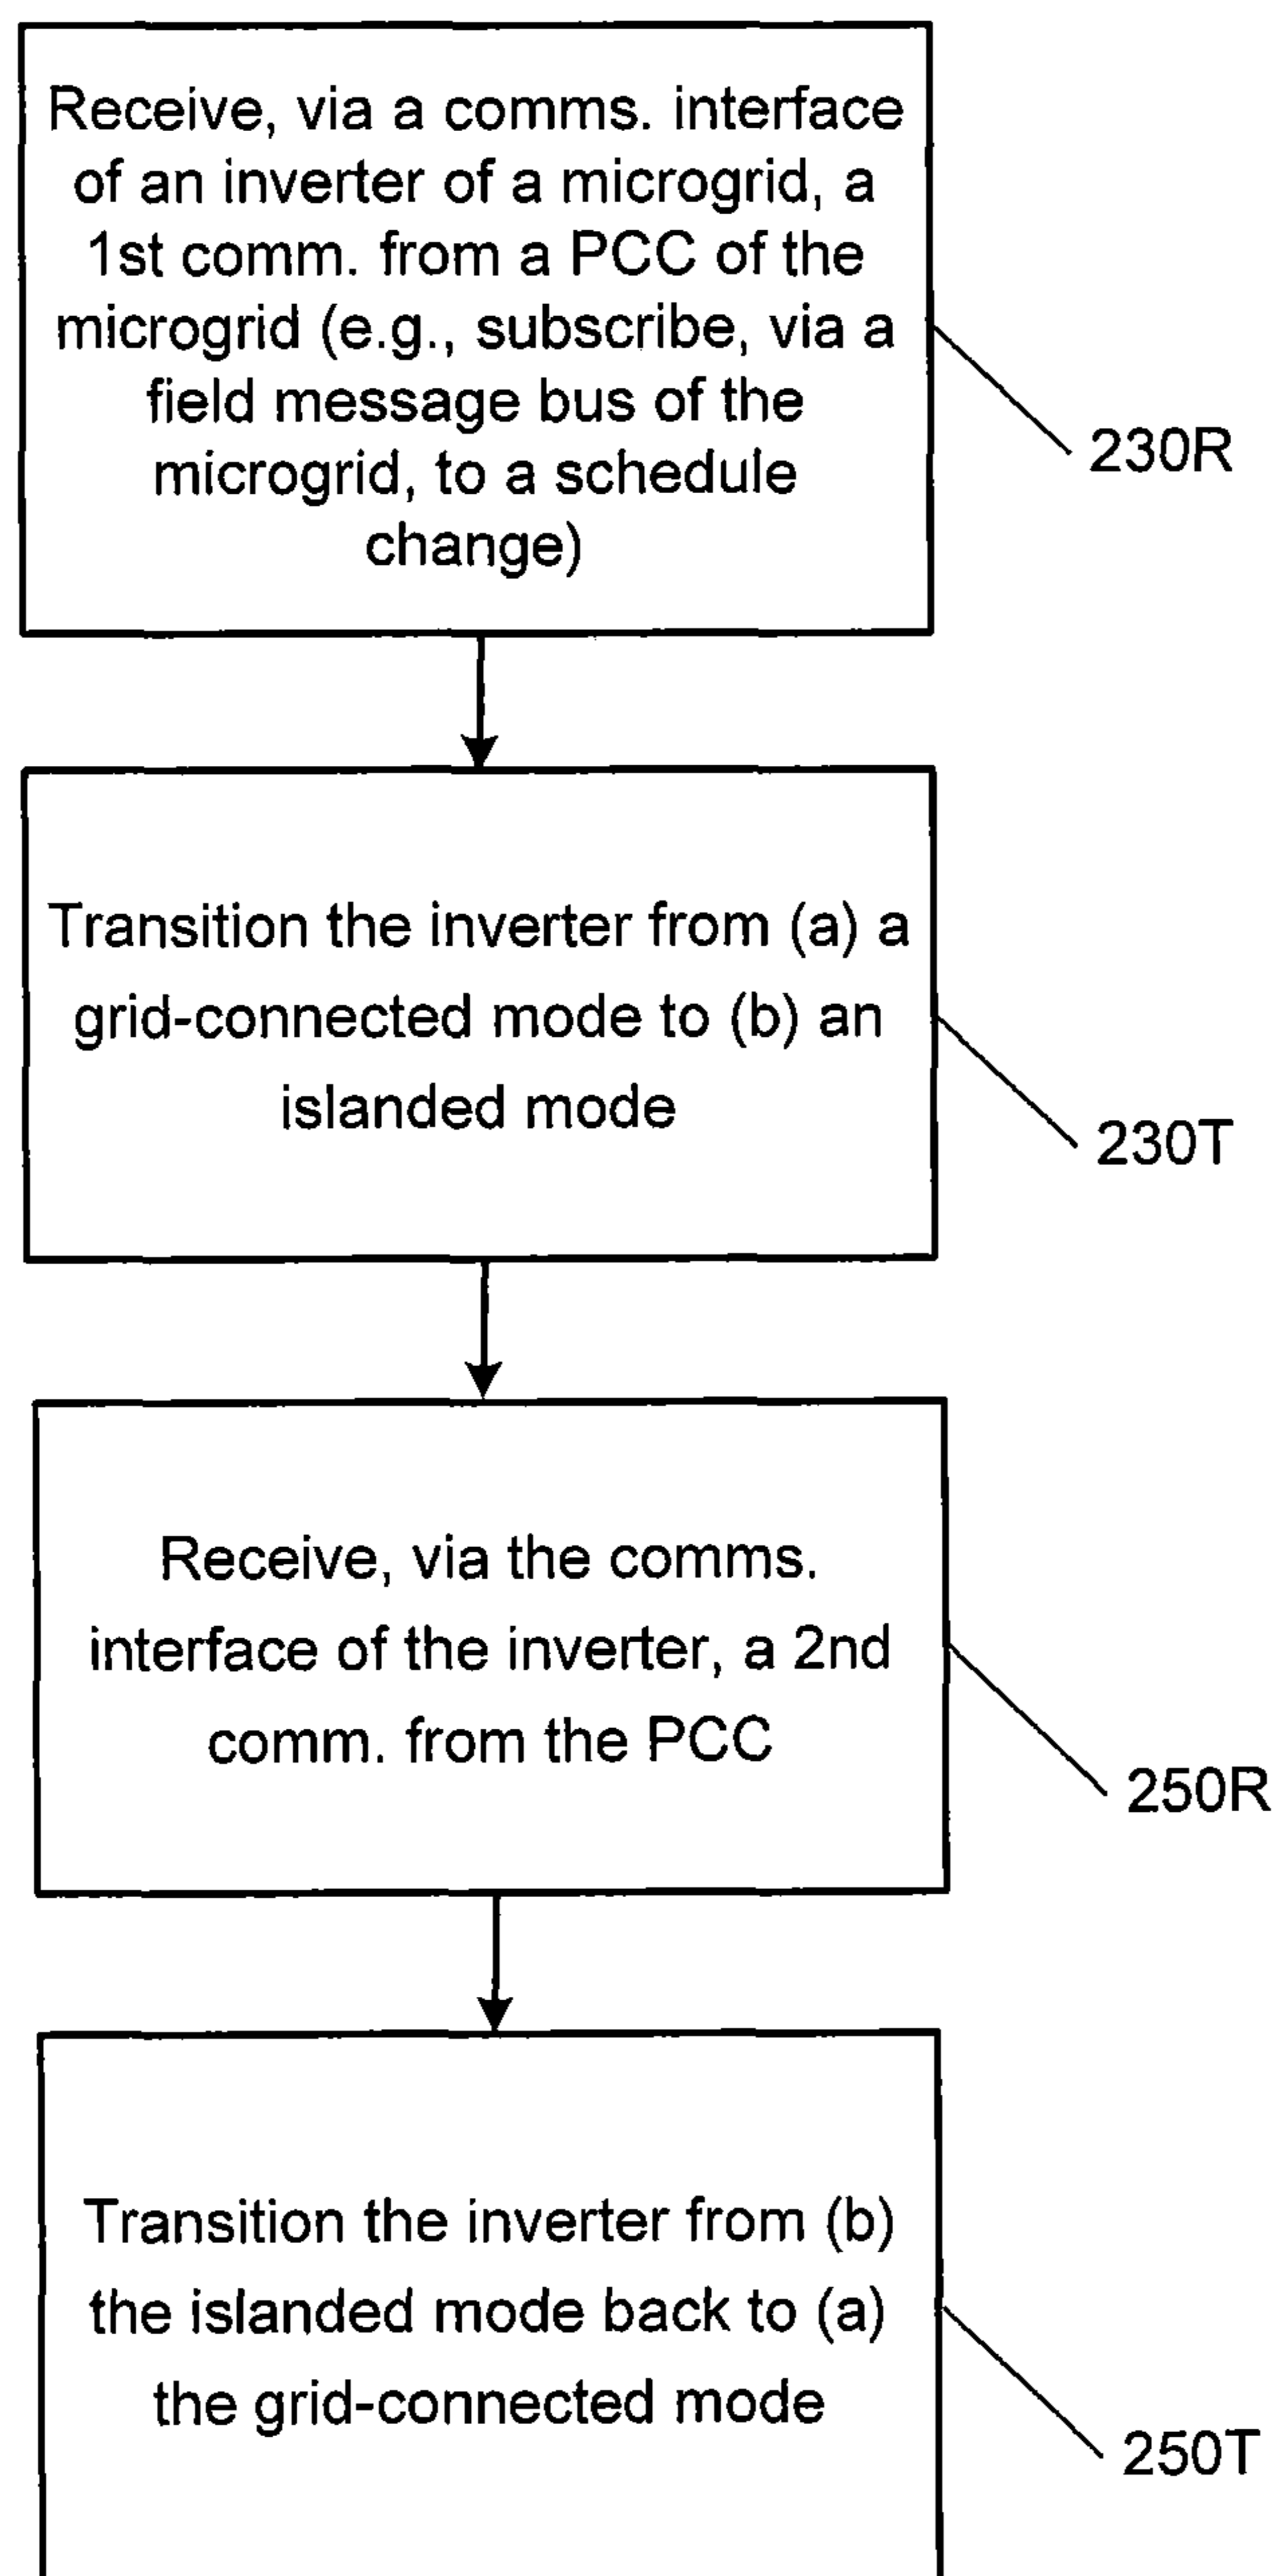 Receive, via a comms. interface
of an inverter of a microgrid, a
1st comm. from a PCC of the
microgrid (e.g., subscribe, via a
field message bus of the
microgrid, to a schedule
change)
230R
Transition the inverter from (a) a
grid-connected mode to (b) an
islanded mode
230T
Receive, via the comms.
interface of the inverter, a 2nd
comm. from the PCC
250R
Transition the inverter from (b)
the islanded mode back to (a)
the grid-connected mode
250T